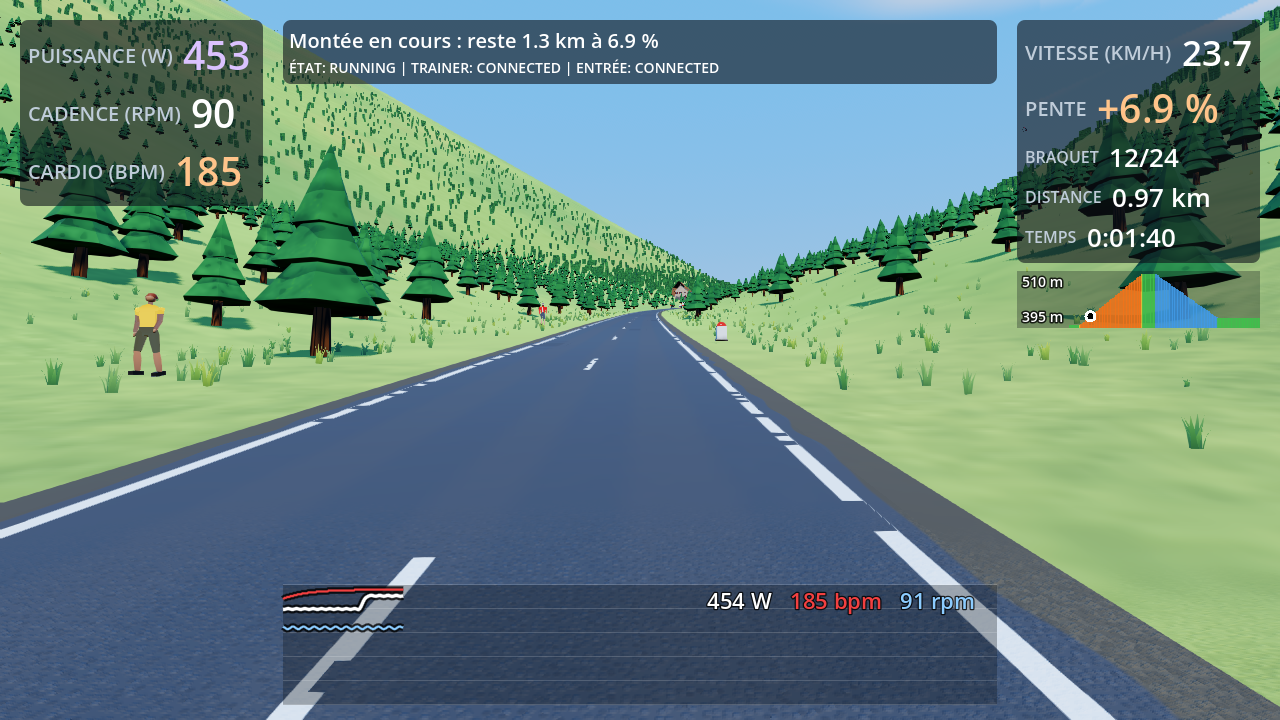 PUISSANCE (W) 453
CADENCE (RPM) 90
CARDIO (BPM) 185
Montée en cours : reste 1.3 km à 6.9 %
ÉTAT: RUNNING | TRAINER: CONNECTED | ENTRÉE: CONNECTED
VITESSE (KM/H) 23.7
PENTE +6.9 %
BRAQUET 12/24
DISTANCE 0.97 km
TEMPS 0:01:40
510 m
395 m
454 W 185 bpm 91 rpm